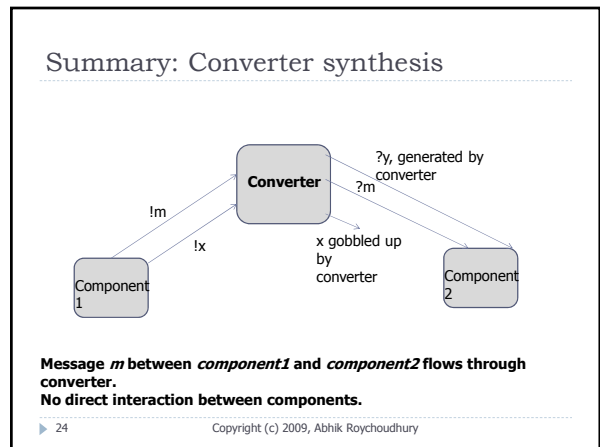 Summary: Converter synthesis
?y, generated by
converter
Converter
?m
!m
!x
x gobbled up
by
converter
Component
1
Component
2
Message m between component1 and component2 flows through
converter.
No direct interaction between components.
24
Copyright (c) 2009, Abhik Roychoudhury